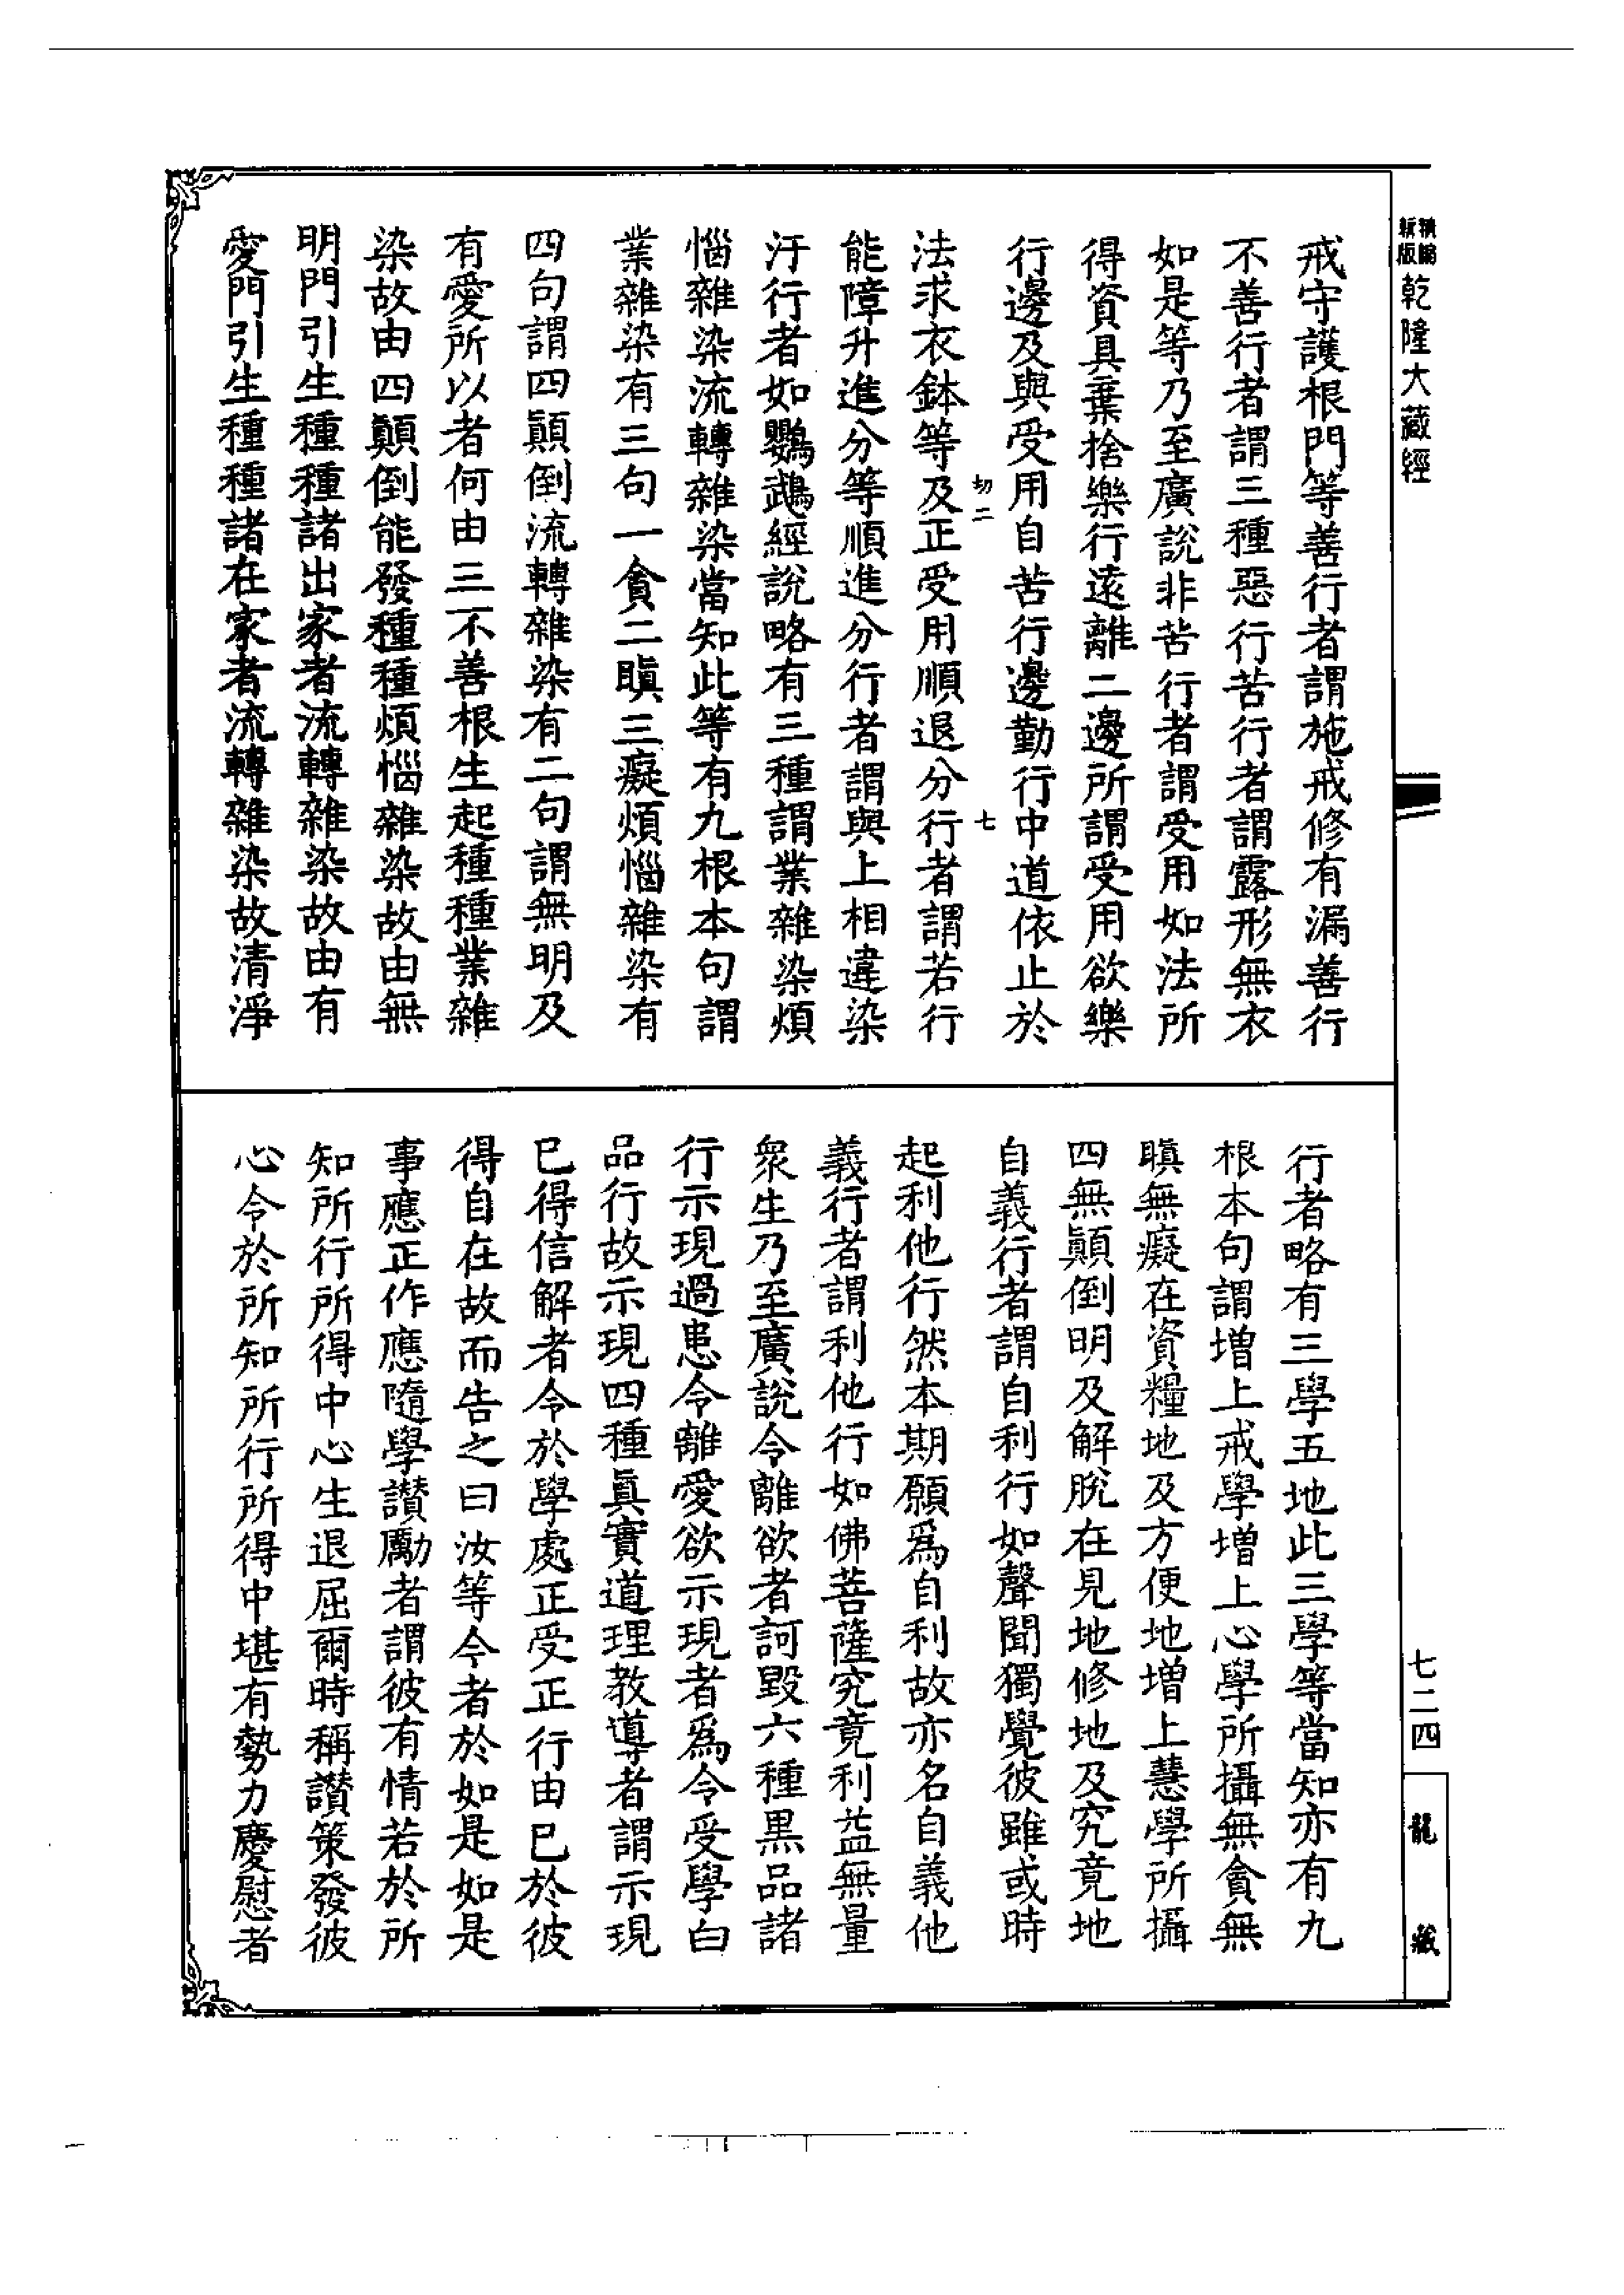 精編新版乾隆大藏經
戒守護根門等善行者謂施戒修有漏善行
不善行者謂三種惡行苦行者謂露形無衣
如是等乃至廣說非苦行者謂受用如法所
得資具棄捨樂行遠離二邊所謂受用欲樂
行邊及與受用自苦行邊勤行中道依止於
切二
七
法求衣鉢等及正受用順退分行者謂若行
能障升進分等順進分行者謂與上相違染
汙行者如鸚鵡經說略有三種謂業雜染煩
惱雜染流轉雜染當知此等有九根本句謂
業雜染有三句一貪二瞋三癡煩惱雜染有
四句謂四顛倒流轉雜染有二句謂無明及
有愛所以者何由三不善根生起種種業雜
染故由四顛倒能發種種煩惱雜染故由無
明門引生種種諸出家者流轉雜染故由有
愛門引生種種諸在家者流轉雜染故清淨
行者略有三學五地此三學等當知亦有九
根本句謂增上戒學增上心學所攝無貪無
瞋無癡在資糧地及方便地增上慧學所攝
四無顛倒明及解脫在見地修地及究竟地
自義行者謂自利行如聲聞獨覺彼雖或時
起利他行然本期願爲自利故亦名自義他
義行者謂利他行如佛菩薩究竟利益無量
衆生乃至廣說令離欲者訶毀六種黑品諸
行示現過患令離愛欲示現者爲令受學白
品行故示現四種眞實道理教導者謂示現
巳得信解者令於學處正受正行由巳於彼
得自在故而告之曰汝等今者於如是如是
事應正作應隨學讃勵者謂彼有情若於所
知所行所得中心生退屈爾時稱讃策發彼
心令於所知所行所得中堪有勢力慶慰者
七二四
龍藏